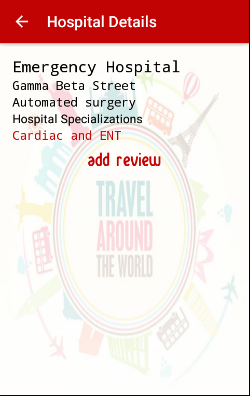 Hospital Details
Emergency Hospital
Gamma Beta Street
Automated surgery
Hospital Specializations
Cardiac and ENT
add review
TRAVEL
AROUND
THE WORLD